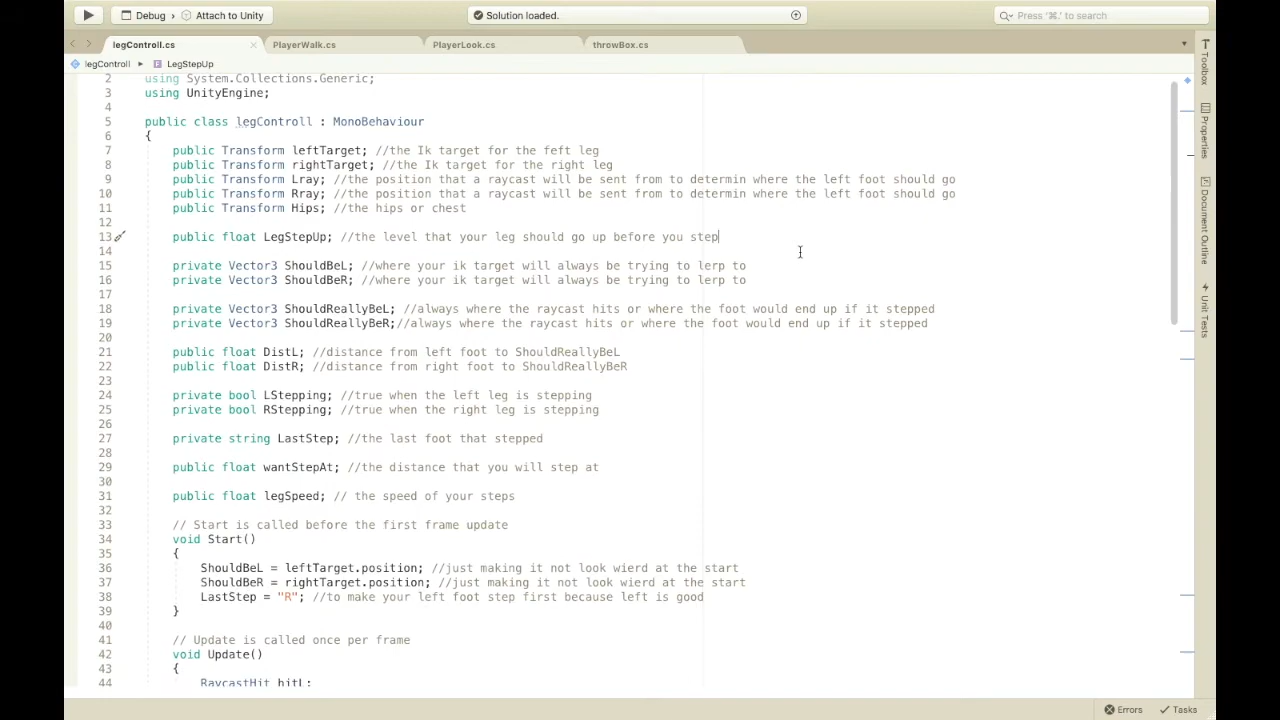 Debug › Attach to Unity
Solution loaded.
Press '⌘.' to search
legControll.cs
PlayerWalk.cs
PlayerLook.cs
throwBox.cs
legControll ▸ LegStepUp
2 using System.Collections.Generic;
3 using UnityEngine;
4
5 public class legControll : MonoBehaviour
6 {
7 public Transform leftTarget; //the Ik target for the feft leg
8 public Transform rightTarget; //the Ik target for the right leg
9 public Transform Lray; //the position that a raycast will be sent from to determin where the left foot should go
10 public Transform Rray; //the position that a raycast will be sent from to determin where the left foot should go
11 public Transform Hips; //the hips or chest
12
13 public float LegStepUp; //the level that your leg should go up before you step
14
15 private Vector3 ShouldBeL; //where your ik target will always be trying to lerp to
16 private Vector3 ShouldBeR; //where your ik target will always be trying to lerp to
17
18 private Vector3 ShouldReallyBeL; //always where the raycast hits or where the foot would end up if it stepped
19 private Vector3 ShouldReallyBeR;//always where the raycast hits or where the foot would end up if it stepped
20
21 public float DistL; //distance from left foot to ShouldReallyBeL
22 public float DistR; //distance from right foot to ShouldReallyBeR
23
24 private bool LStepping; //true when the left leg is stepping
25 private bool RStepping; //true when the right leg is stepping
26
27 private string LastStep; //the last foot that stepped
28
29 public float wantStepAt; //the distance that you will step at
30
31 public float legSpeed; // the speed of your steps
32
33 // Start is called before the first frame update
34 void Start()
35 {
36 ShouldBeL = leftTarget.position; //just making it not look wierd at the start
37 ShouldBeR = rightTarget.position; //just making it not look wierd at the start
38 LastStep = "R"; //to make your left foot step first because left is good
39 }
40
41 // Update is called once per frame
42 void Update()
43 {
44 RaycastHit hitL;
Toolbox
Properties
Document Outline
Unit Tests
Errors
Tasks